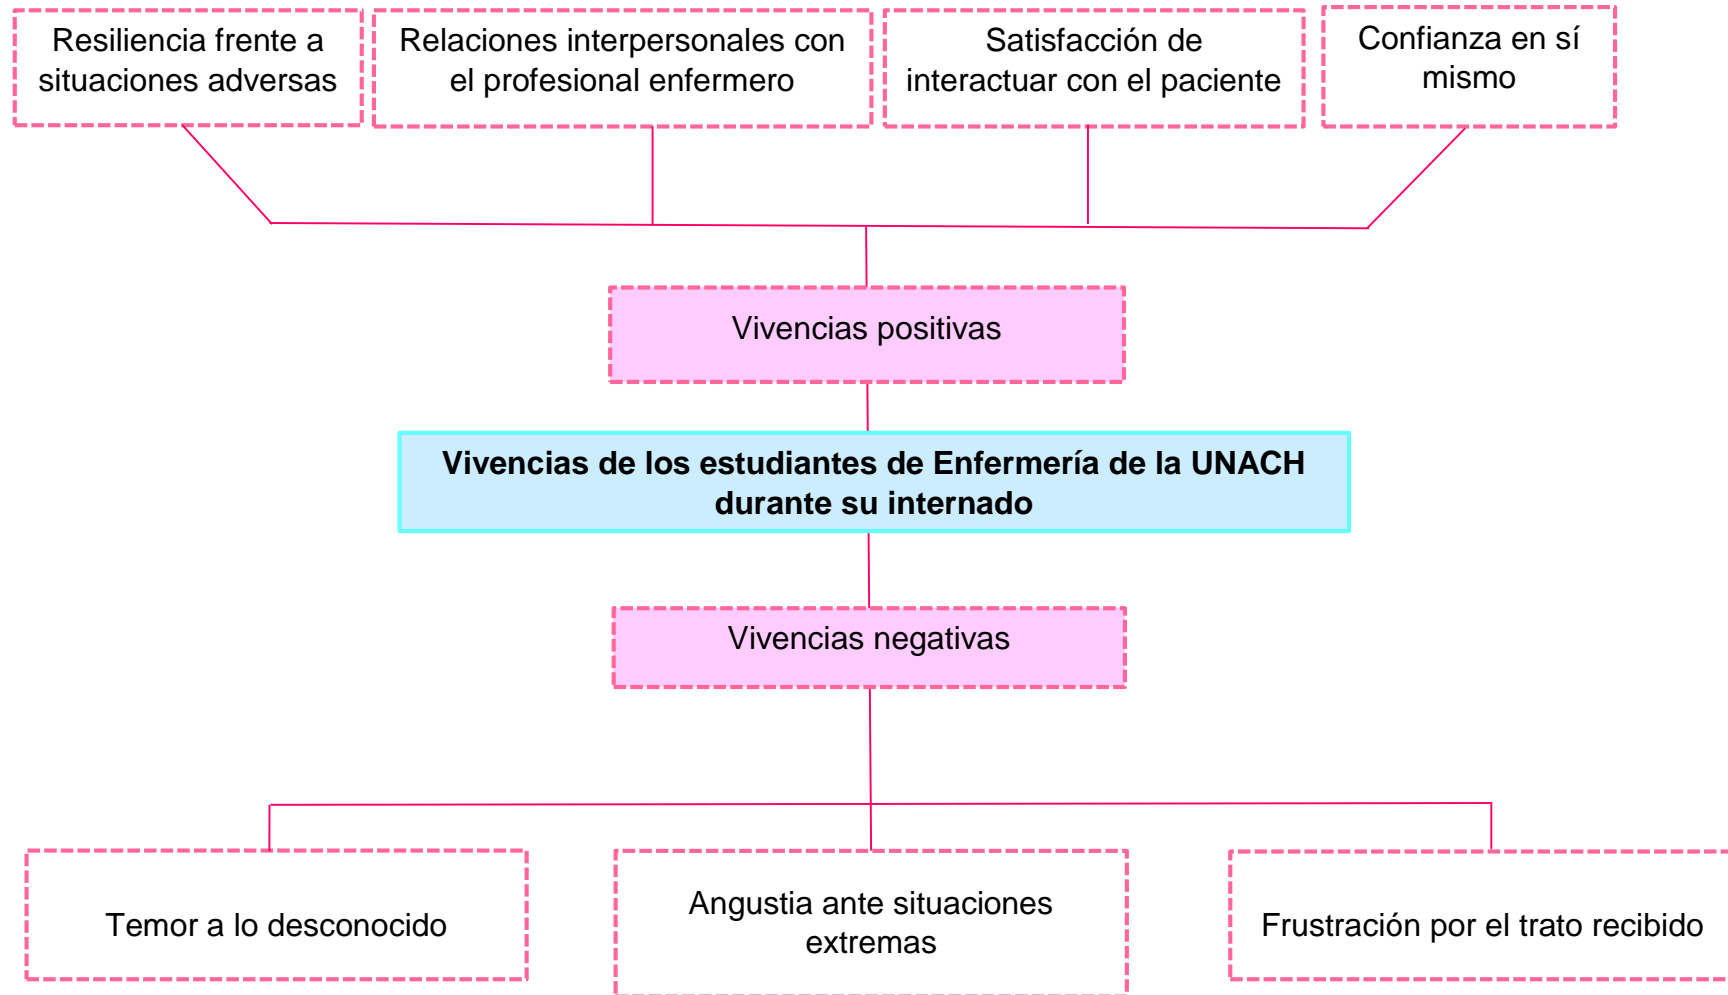 Resiliencia frente a
situaciones adversas
Relaciones interpersonales con
el profesional enfermero
Satisfacción de
interactuar con el paciente
Confianza en sí
mismo
Vivencias positivas
Vivencias de los estudiantes de Enfermería de la UNACH
durante su internado
Vivencias negativas
Temor a lo desconocido
Angustia ante situaciones
extremas
Frustración por el trato recibido